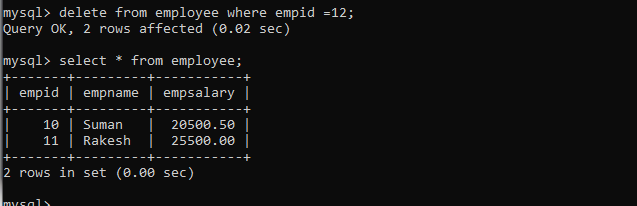 mysql> delete from employee where empid =12;
Query OK, 2 rows affected (0.02 sec)
mysql> select * from employee;
+-------+---------+-----------+
| empid | empname | empsalary |
+-------+---------+-----------+
|    10 | Suman   |  20500.50 |
|    11 | Rakesh  |  25500.00 |
+-------+---------+-----------+
2 rows in set (0.00 sec)
mysql>